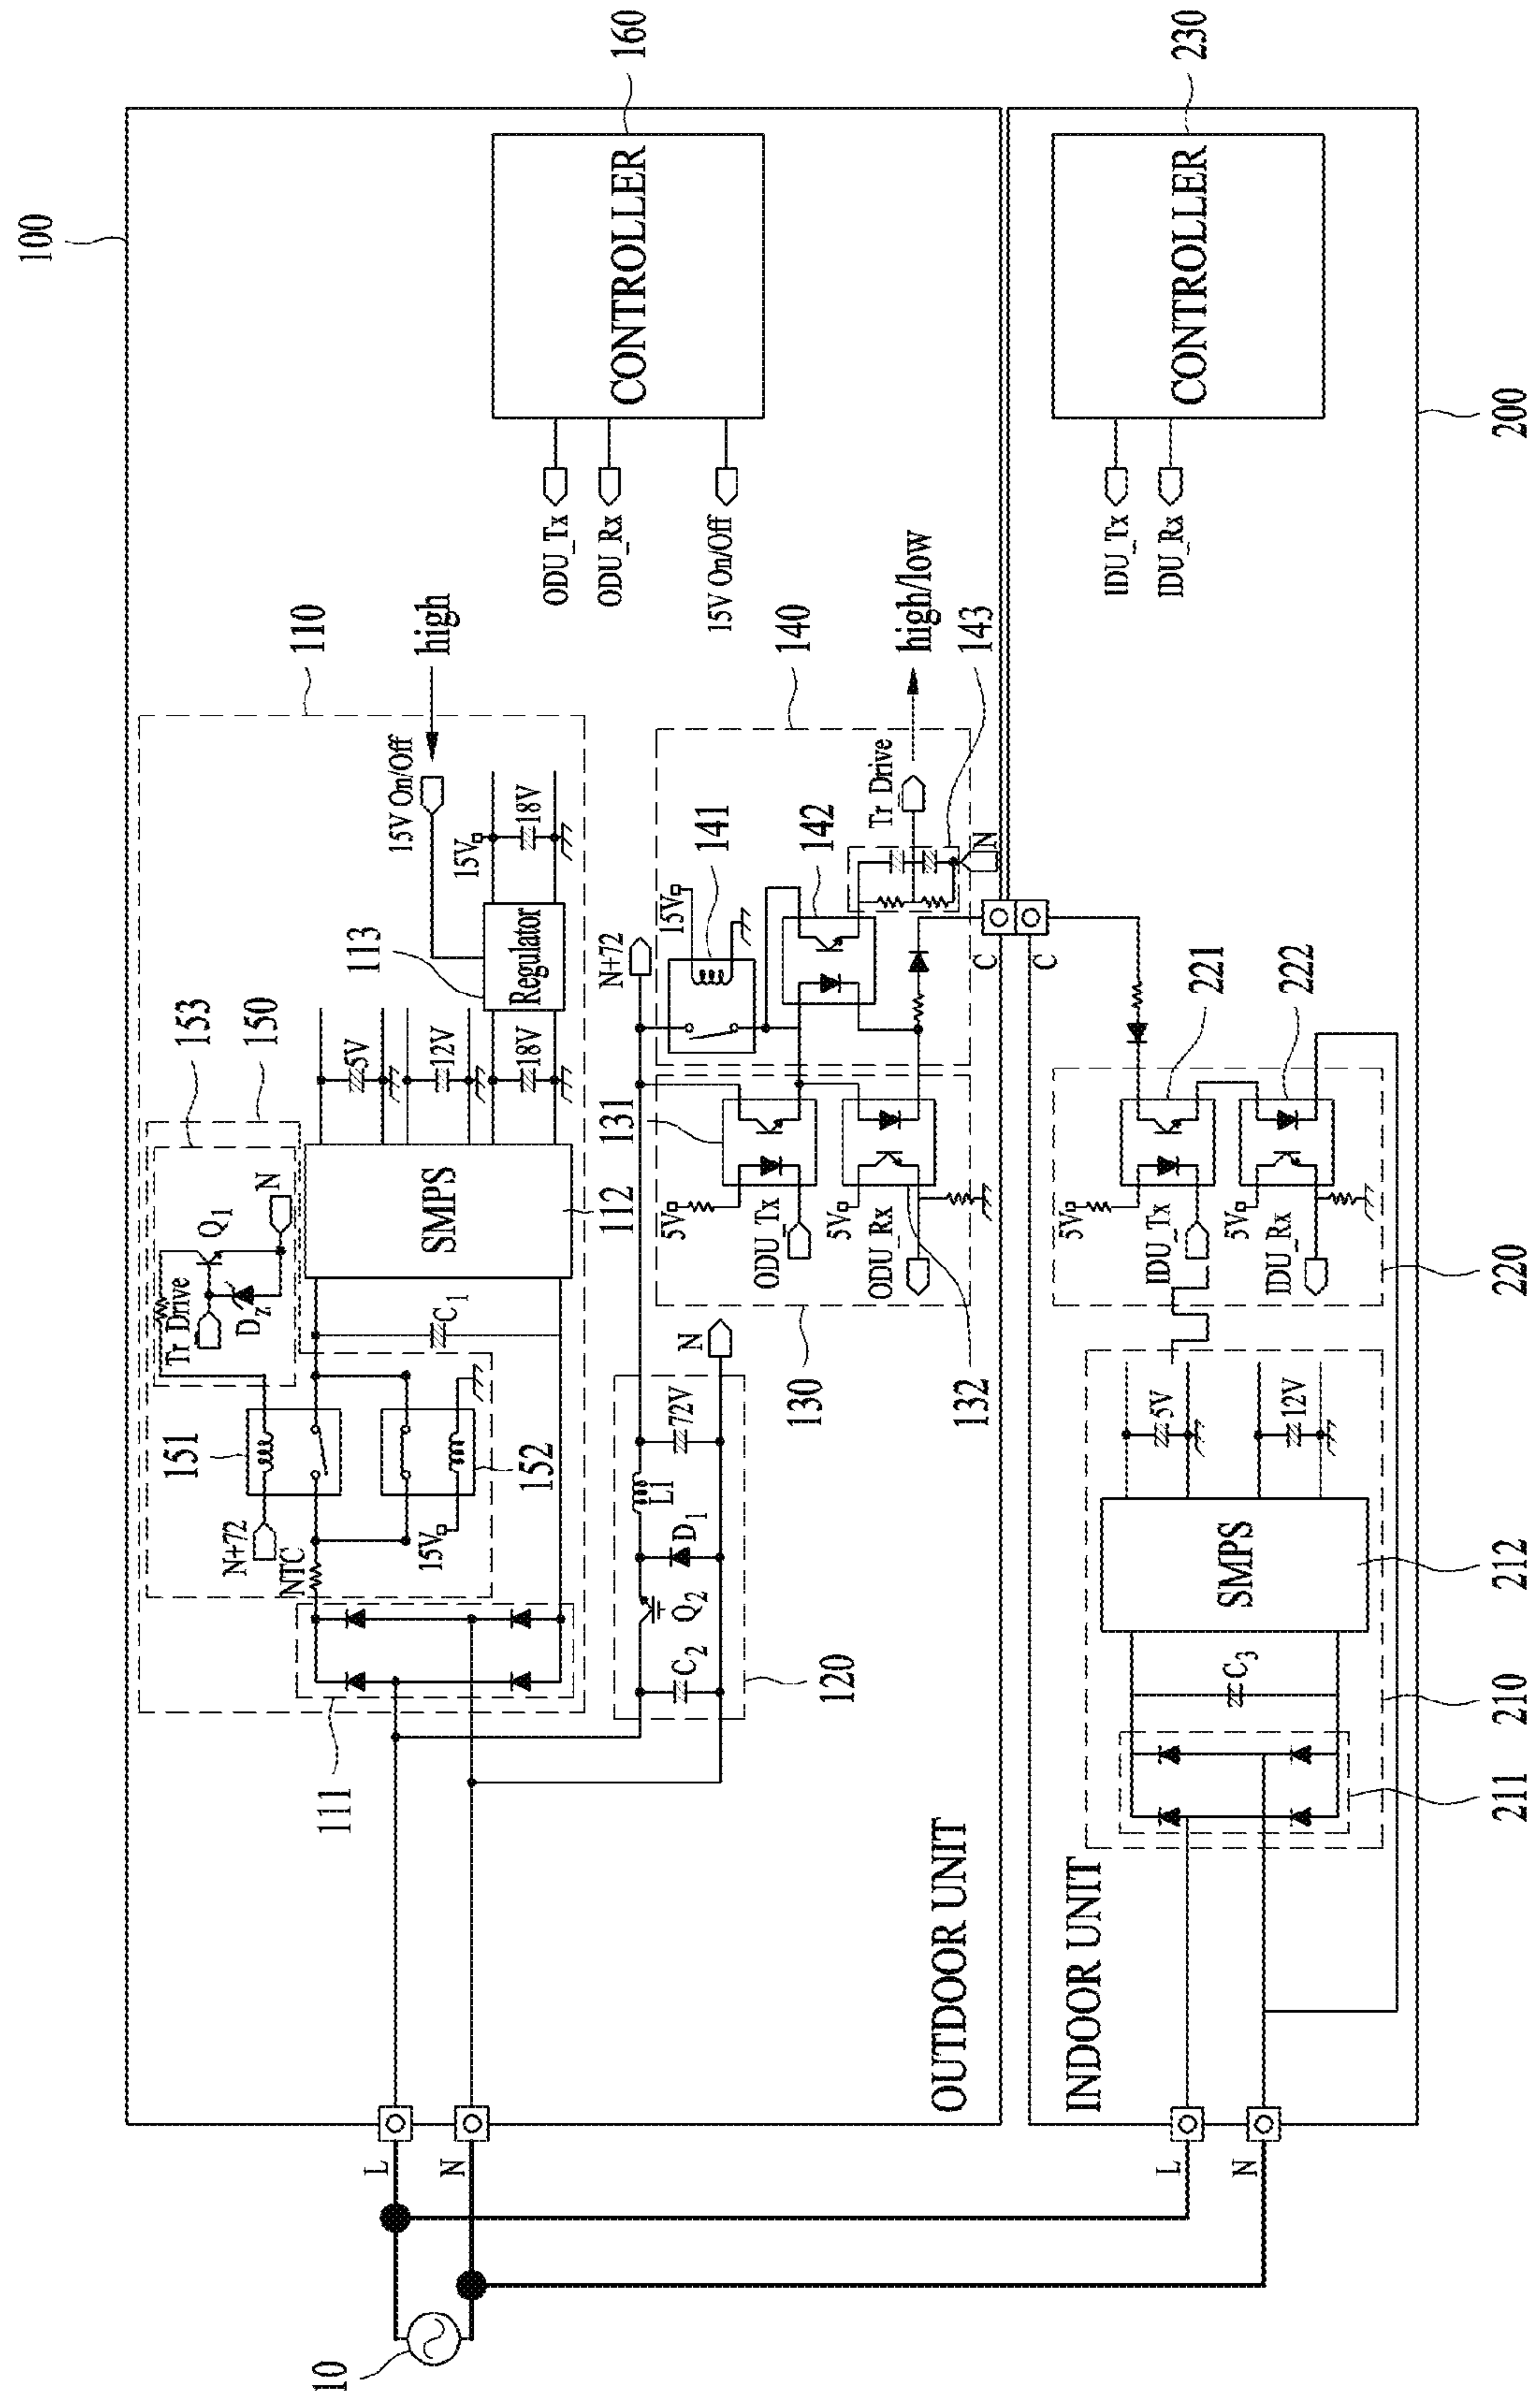 100
160
CONTROLLER
ODU_Tx
ODU_Rx
15V On/Off
110
high
15V On/Off
15V
18V
113
Regulator
153
150
5V
12V
18V
SMPS
112
Tr_Drive
Q1
N
Dz
C1
151
152
N+72
NTC
15V
111
N+72
140
141
15V
142
Tr_Drive
high/low
143
N
C
131
5V
ODU_Tx
5V
ODU_Rx
130
132
N
72V
L1
D1
Q2
C2
120
OUTDOOR UNIT
L
N
10
230
CONTROLLER
IDU_Tx
IDU_Rx
200
C
221
222
5V
IDU_Tx
5V
IDU_Rx
220
5V
12V
SMPS
212
C3
210
211
INDOOR UNIT
L
N